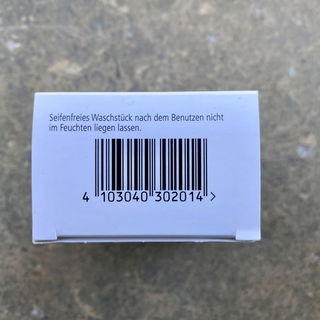 Seifenfreies Waschstück nach dem Benutzen nicht
im Feuchten liegen lassen.
4 103040 302014 >